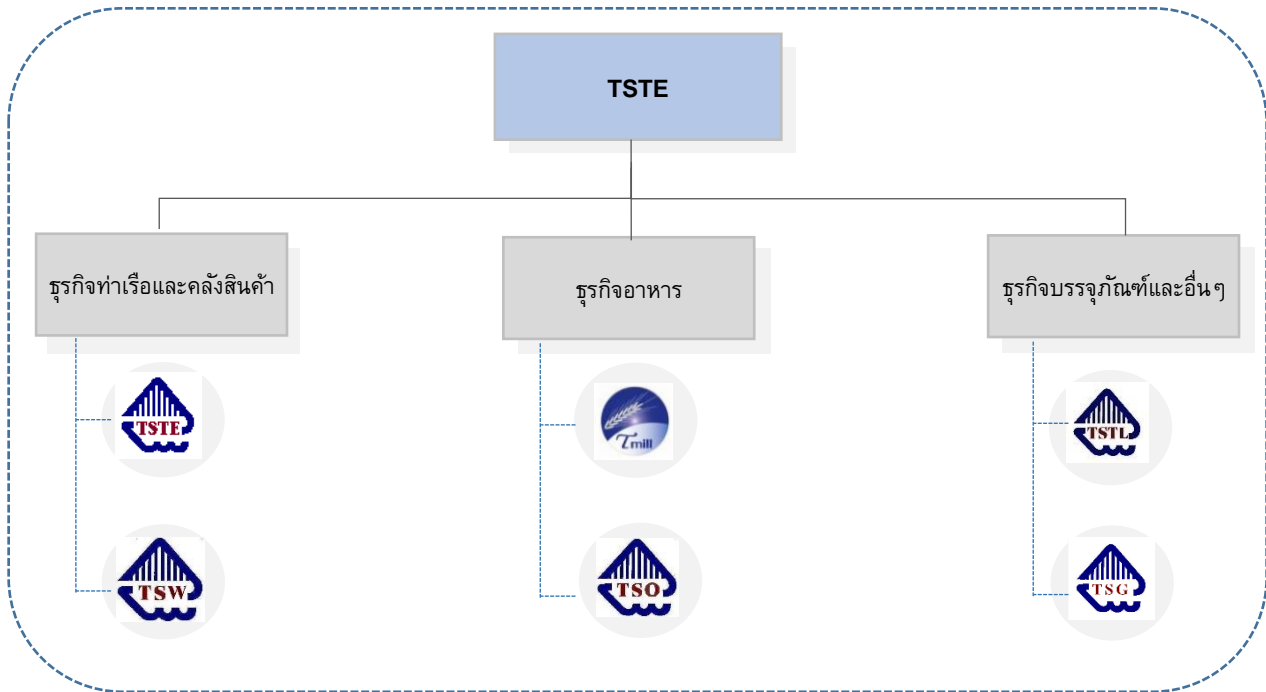 TSTE
ธุรกิจท่าเรือและคลังสินค้า
ธุรกิจอาหาร
ธุรกิจบรรจุภัณฑ์และอื่นๆ
TSTE
Tmill
TSTL
TSW
TSO
TSG